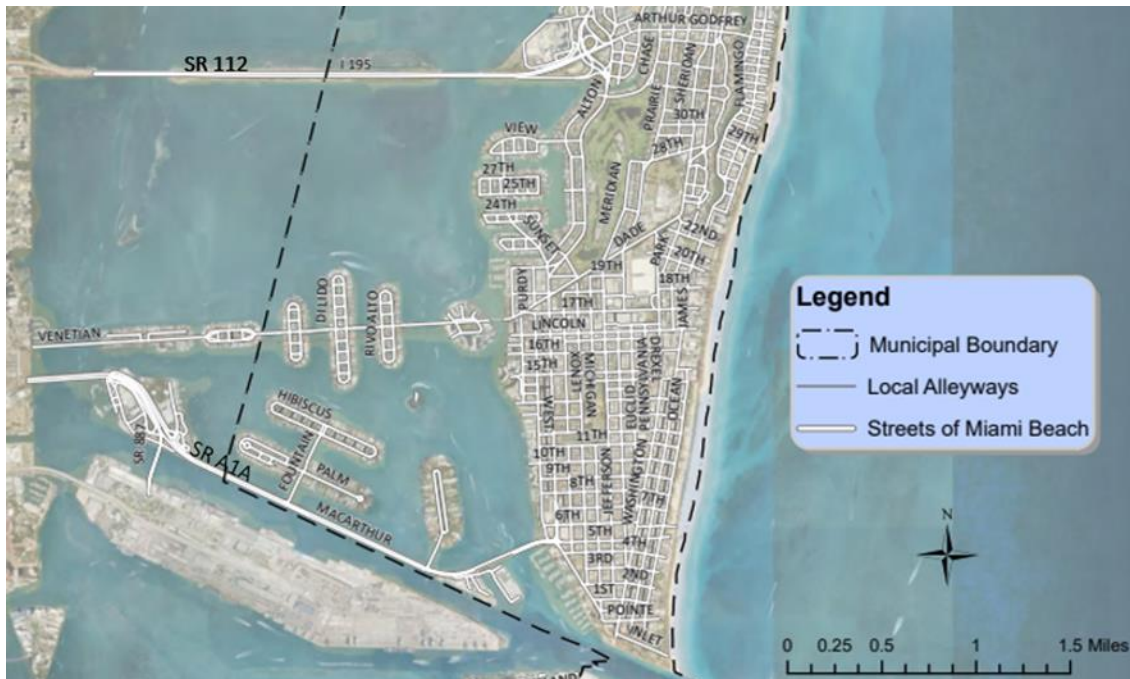 ARTHUR GODFREY
SR 112
I 195
CHASE
SHERIDAN
FLAMINGO
ALTON
PRAIRIE
30TH
29TH
VIEW
28TH
27TH
25TH
24TH
MERIDIAN
SUNSET
DADE
PARK
22ND
20TH
19TH
18TH
PURDY
17TH
JAMES
DILIDO
RIVO ALTO
VENETIAN
LINCOLN
16TH
15TH
LENOX
MICHIGAN
DREXEL
PENNSYLVANIA
EUCLID
OCEAN
WEST
HIBISCUS
FOUNTAIN
PALM
SR 887
SR A1A
MACARTHUR
11TH
10TH
9TH
8TH
JEFFERSON
WASHINGTON
7TH
6TH
5TH
4TH
3RD
2ND
1ST
POINTE
INLET
Legend
Municipal Boundary
Local Alleyways
Streets of Miami Beach
N
0 0.25 0.5 1 1.5 Miles